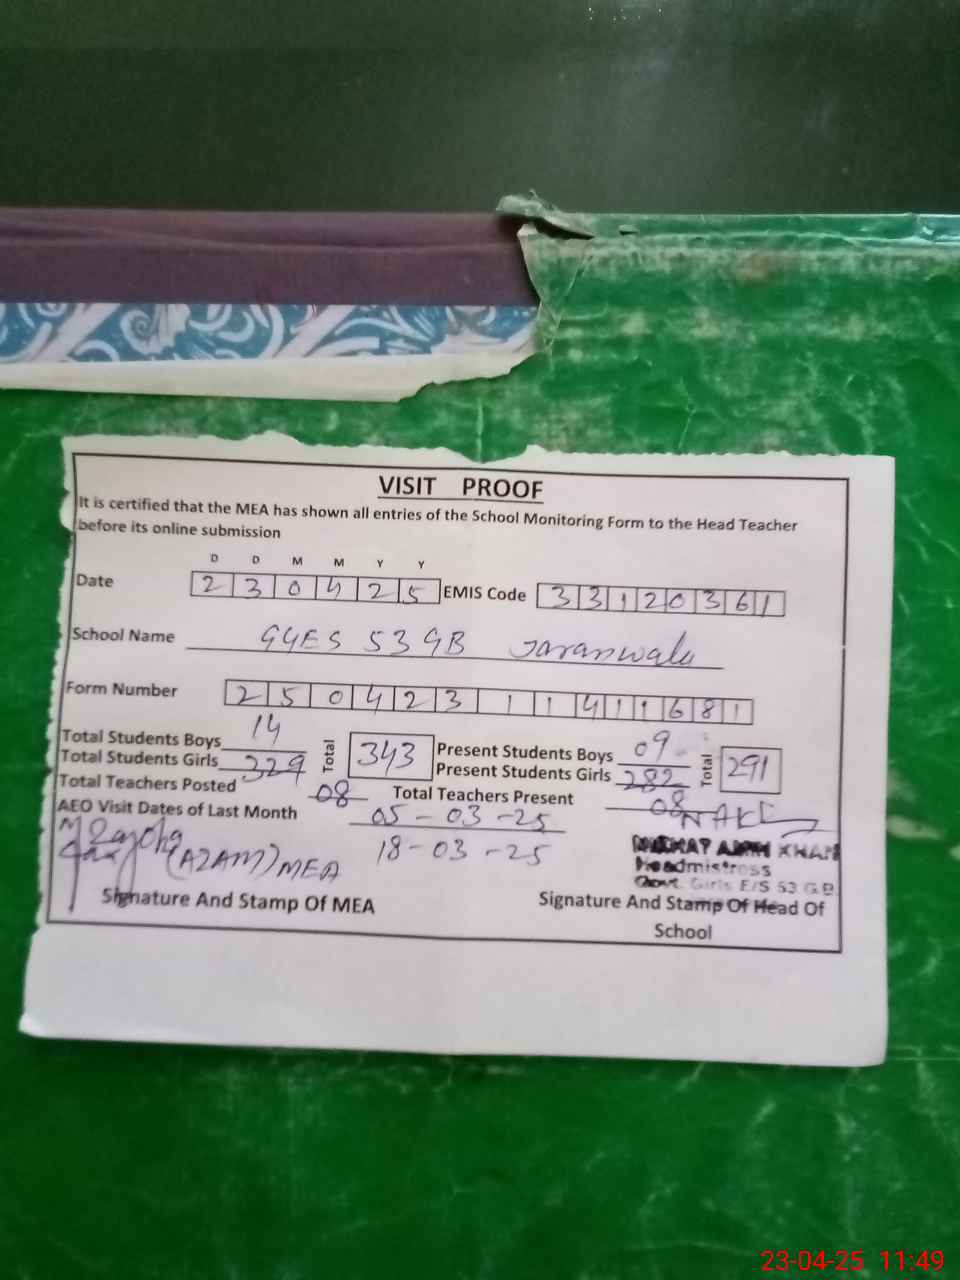 VISIT PROOF
It is certified that the MEA has shown all entries of the School Monitoring Form to the Head Teacher
before its online submission
D D M M Y Y
Date 2 3 0 4 2 5 EMIS Code 3 3 1 2 0 3 6 1
School Name GGES 53 GB Jaranwala
Form Number 2 5 0 4 2 3 1 1 4 1 1 6 8 1
Total Students Boys 14 Total 343 Present Students Boys 09 Total 291
Total Students Girls 329 Present Students Girls 282
Total Teachers Posted 08 Total Teachers Present 08
AEO Visit Dates of Last Month 05-03-25
18-03-25
(AZAM) MEA
KHAN
Headmistress
Govt. Girls E/S 53 G.B
Signature And Stamp Of MEA
Signature And Stamp Of Head Of
School
23-04-25 11:49